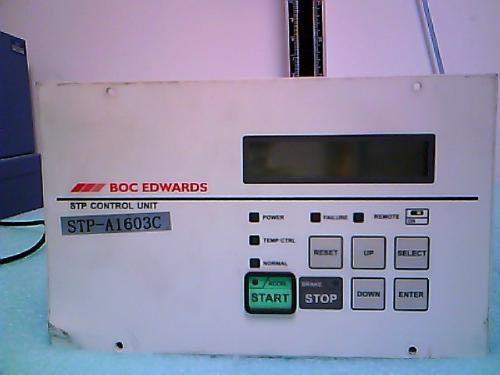 BOC EDWARDS
STP CONTROL UNIT
STP-A1603C
POWER
FAILURE
REMOTE
ON
TEMP CTRL
NORMAL
RESET
UP
SELECT
/ACCEL
START
BRAKE
STOP
DOWN
ENTER